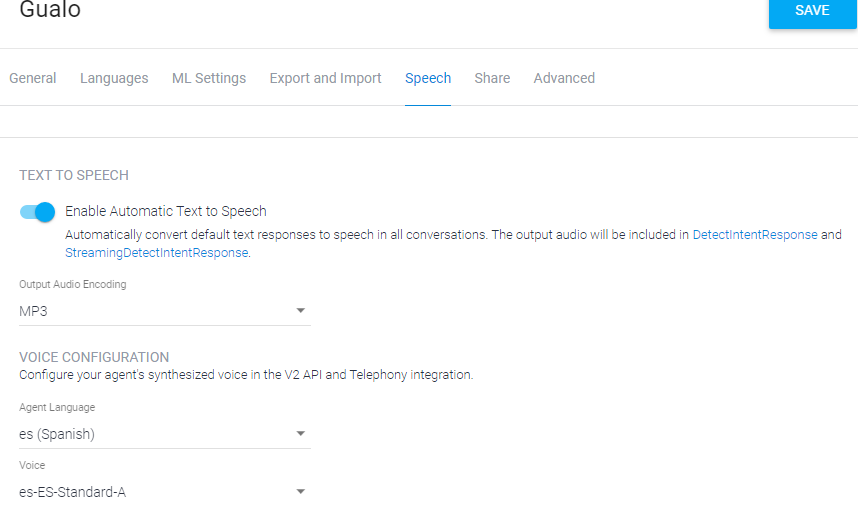 Gualo
SAVE
General Languages ML Settings Export and Import Speech Share Advanced
TEXT TO SPEECH
Enable Automatic Text to Speech
Automatically convert default text responses to speech in all conversations. The output audio will be included in DetectIntentResponse and
StreamingDetectIntentResponse.
Output Audio Encoding
MP3
VOICE CONFIGURATION
Configure your agent's synthesized voice in the V2 API and Telephony integration.
Agent Language
es (Spanish)
Voice
es-ES-Standard-A